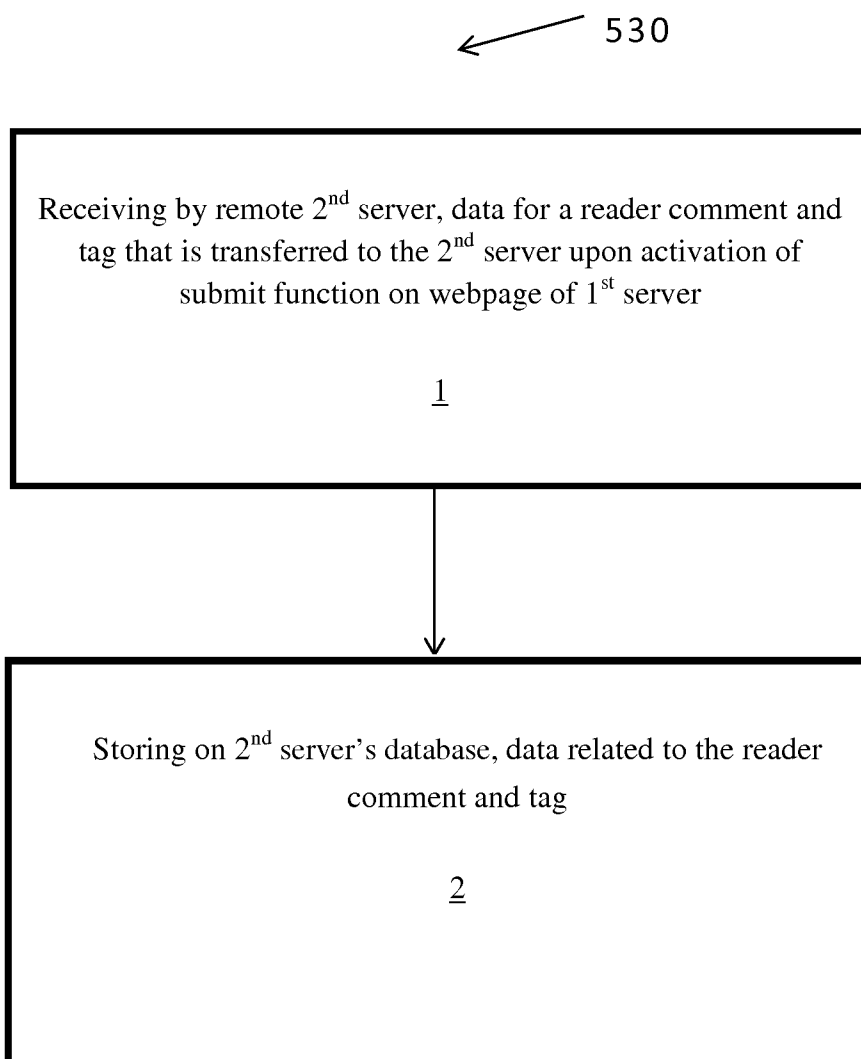 530
Receiving by remote 2nd server, data for a reader comment and
tag that is transferred to the 2nd server upon activation of
submit function on webpage of 1st server
1
Storing on 2nd server’s database, data related to the reader
comment and tag
2